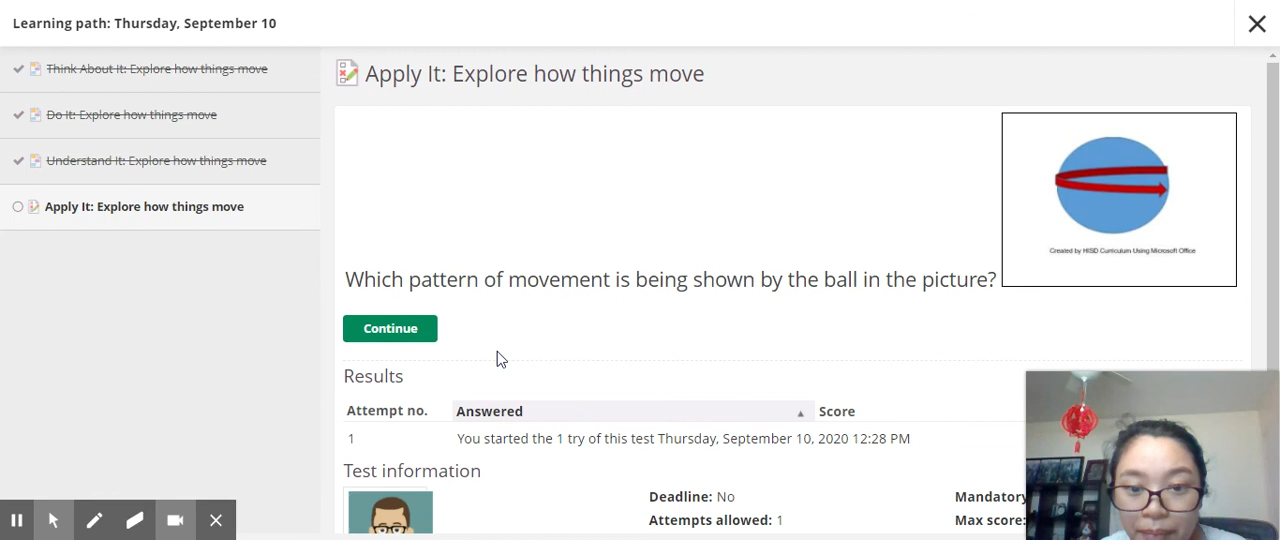 Learning path: Thursday, September 10
Think About It: Explore how things move
Do It: Explore how things move
Understand It: Explore how things move
Apply It: Explore how things move
Apply It: Explore how things move
Created by HISD Curriculum Using Microsoft Office
Which pattern of movement is being shown by the ball in the picture?
Continue
Results
Attempt no. Answered Score
1 You started the 1 try of this test Thursday, September 10, 2020 12:28 PM
Test information
Deadline: No Mandatory
Attempts allowed: 1 Max score: